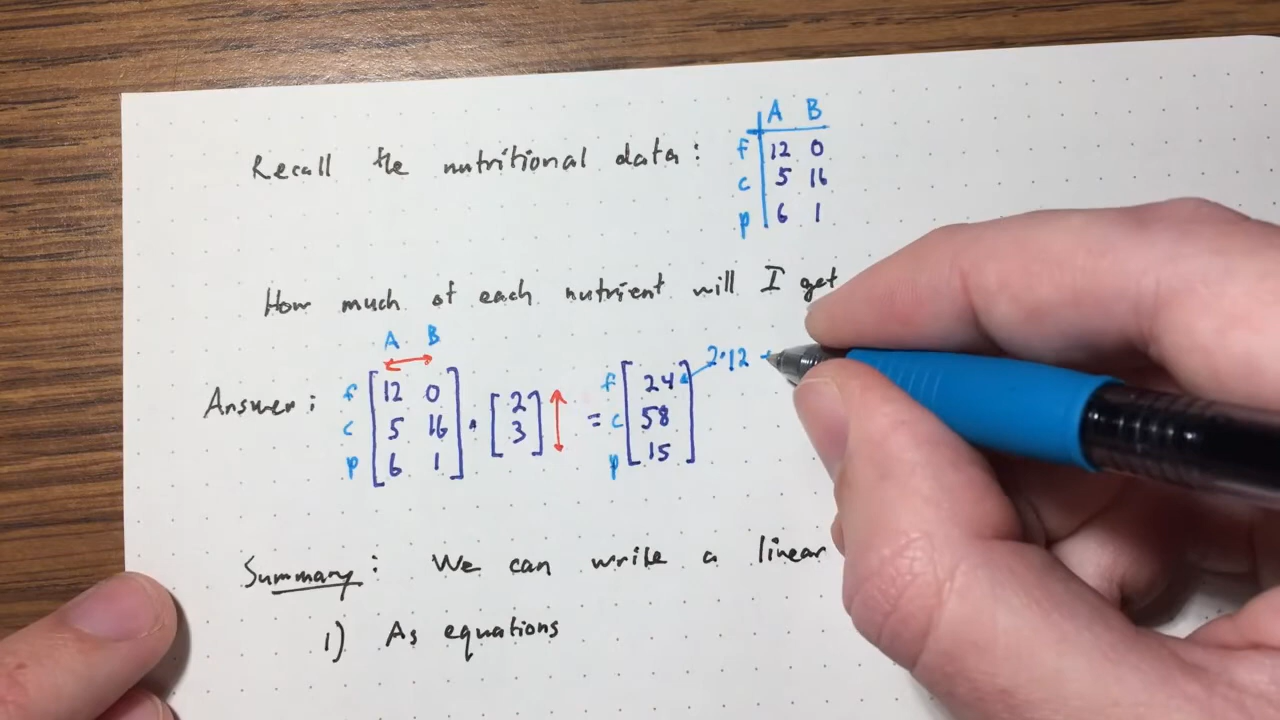 A B
Recall the nutritional data: f 12 0
c 5 16
p 6 1
How much of each nutrient will I get
A B
Answer: f [12 0] [2] = f [24] 2·12 +
c [5 16] · [3] c [58]
p [6 1] p [15]
Summary: We can write a linear
1) As equations